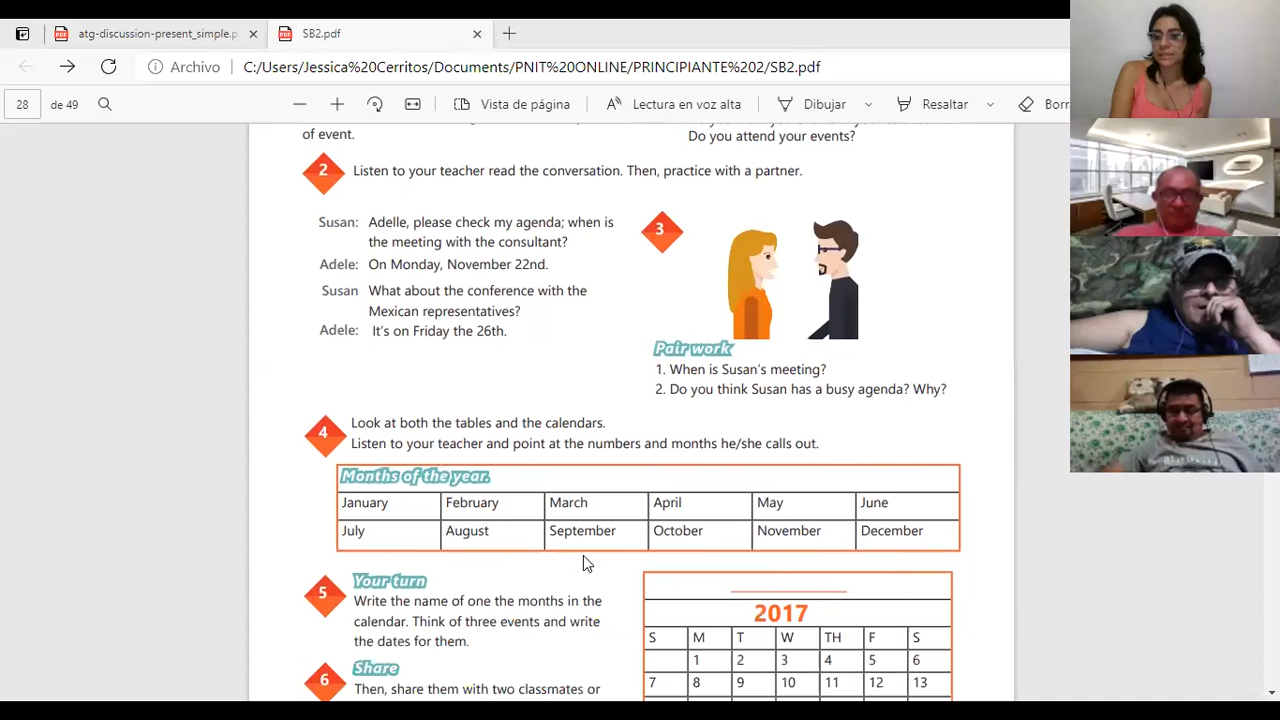 atg-discussion-present_simple.p
SB2.pdf
Archivo
C:/Users/Jessica%20Cerritos/Documents/PNIT%20ONLINE/PRINCIPIANTE%202/SB2.pdf
28
de 49
Vista de página
Lectura en voz alta
Dibujar
Resaltar
Borr
of event.
Do you attend your events?
2
Listen to your teacher read the conversation. Then, practice with a partner.
Susan: Adelle, please check my agenda; when is
the meeting with the consultant?
Adele: On Monday, November 22nd.
Susan What about the conference with the
Mexican representatives?
Adele: It's on Friday the 26th.
3
Pair work
1. When is Susan's meeting?
2. Do you think Susan has a busy agenda? Why?
4
Look at both the tables and the calendars.
Listen to your teacher and point at the numbers and months he/she calls out.
Months of the year.
January February March April May June
July August September October November December
5
Your turn
Write the name of one the months in the
calendar. Think of three events and write
the dates for them.
6
Share
Then, share them with two classmates or
2017
S M T W TH F S
1 2 3 4 5 6
7 8 9 10 11 12 13